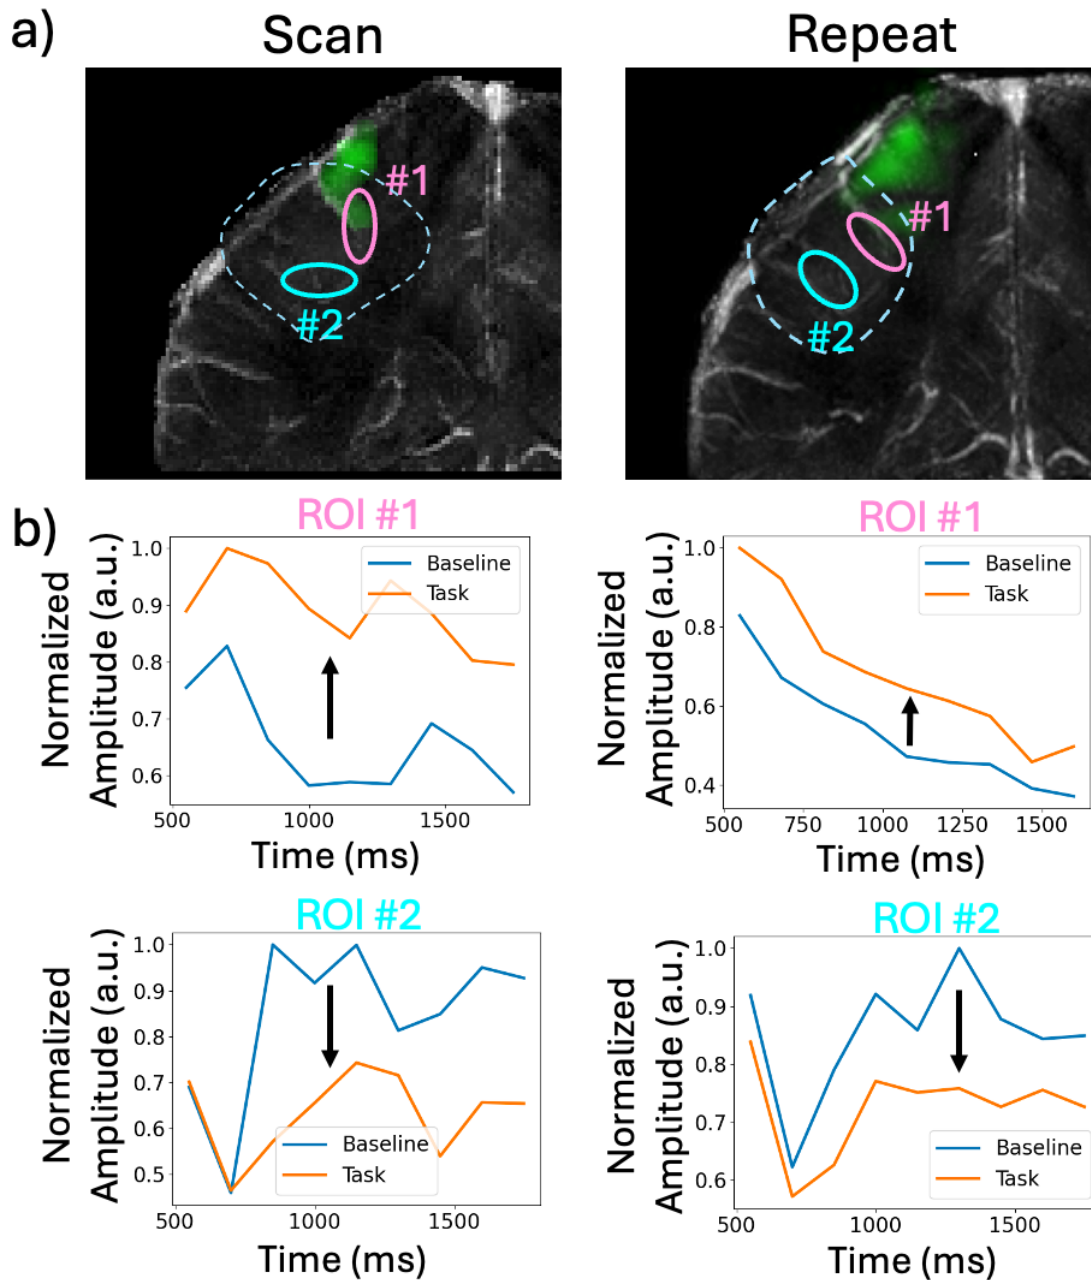 a)
Scan
Repeat
#1
#2
#1
#2
b)
ROI #1
Normalized
Amplitude (a.u.)
1.0
0.9
0.8
0.7
0.6
Baseline
Task
500
1000
1500
Time (ms)
ROI #1
Normalized
Amplitude (a.u.)
1.0
0.8
0.6
0.4
Baseline
Task
500
750
1000
1250
1500
Time (ms)
ROI #2
Normalized
Amplitude (a.u.)
1.0
0.9
0.8
0.7
0.6
0.5
Baseline
Task
500
1000
1500
Time (ms)
ROI #2
Normalized
Amplitude (a.u.)
1.0
0.9
0.8
0.7
0.6
Baseline
Task
500
1000
1500
Time (ms)